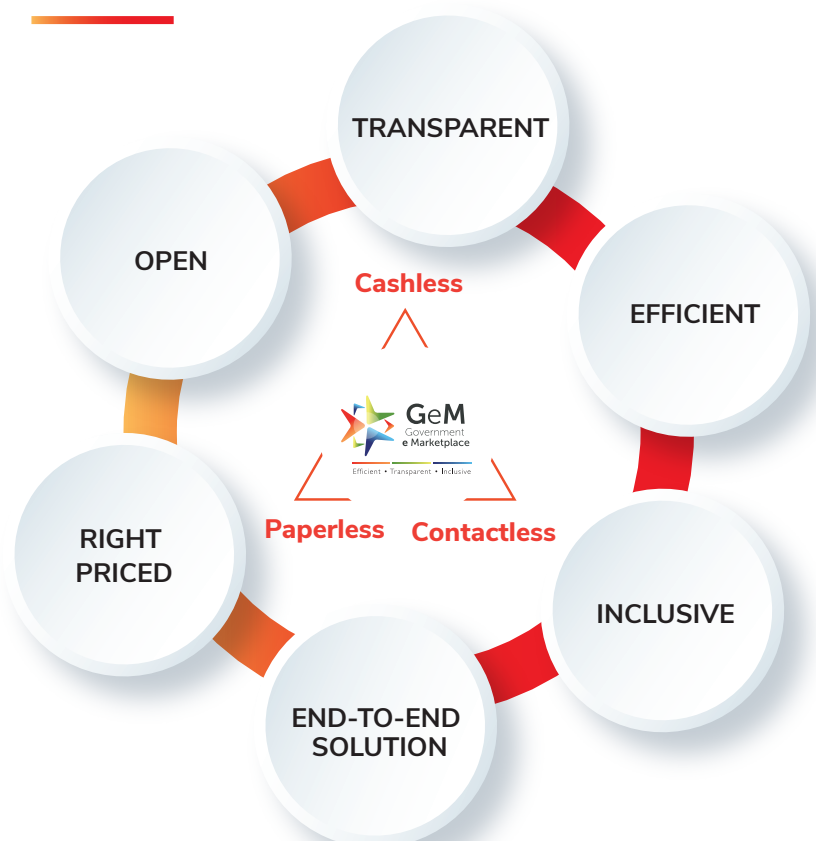 TRANSPARENT
OPEN
EFFICIENT
Cashless
GeM
Government
e Marketplace
Efficient • Transparent • Inclusive
Paperless
Contactless
RIGHT
PRICED
INCLUSIVE
END-TO-END
SOLUTION